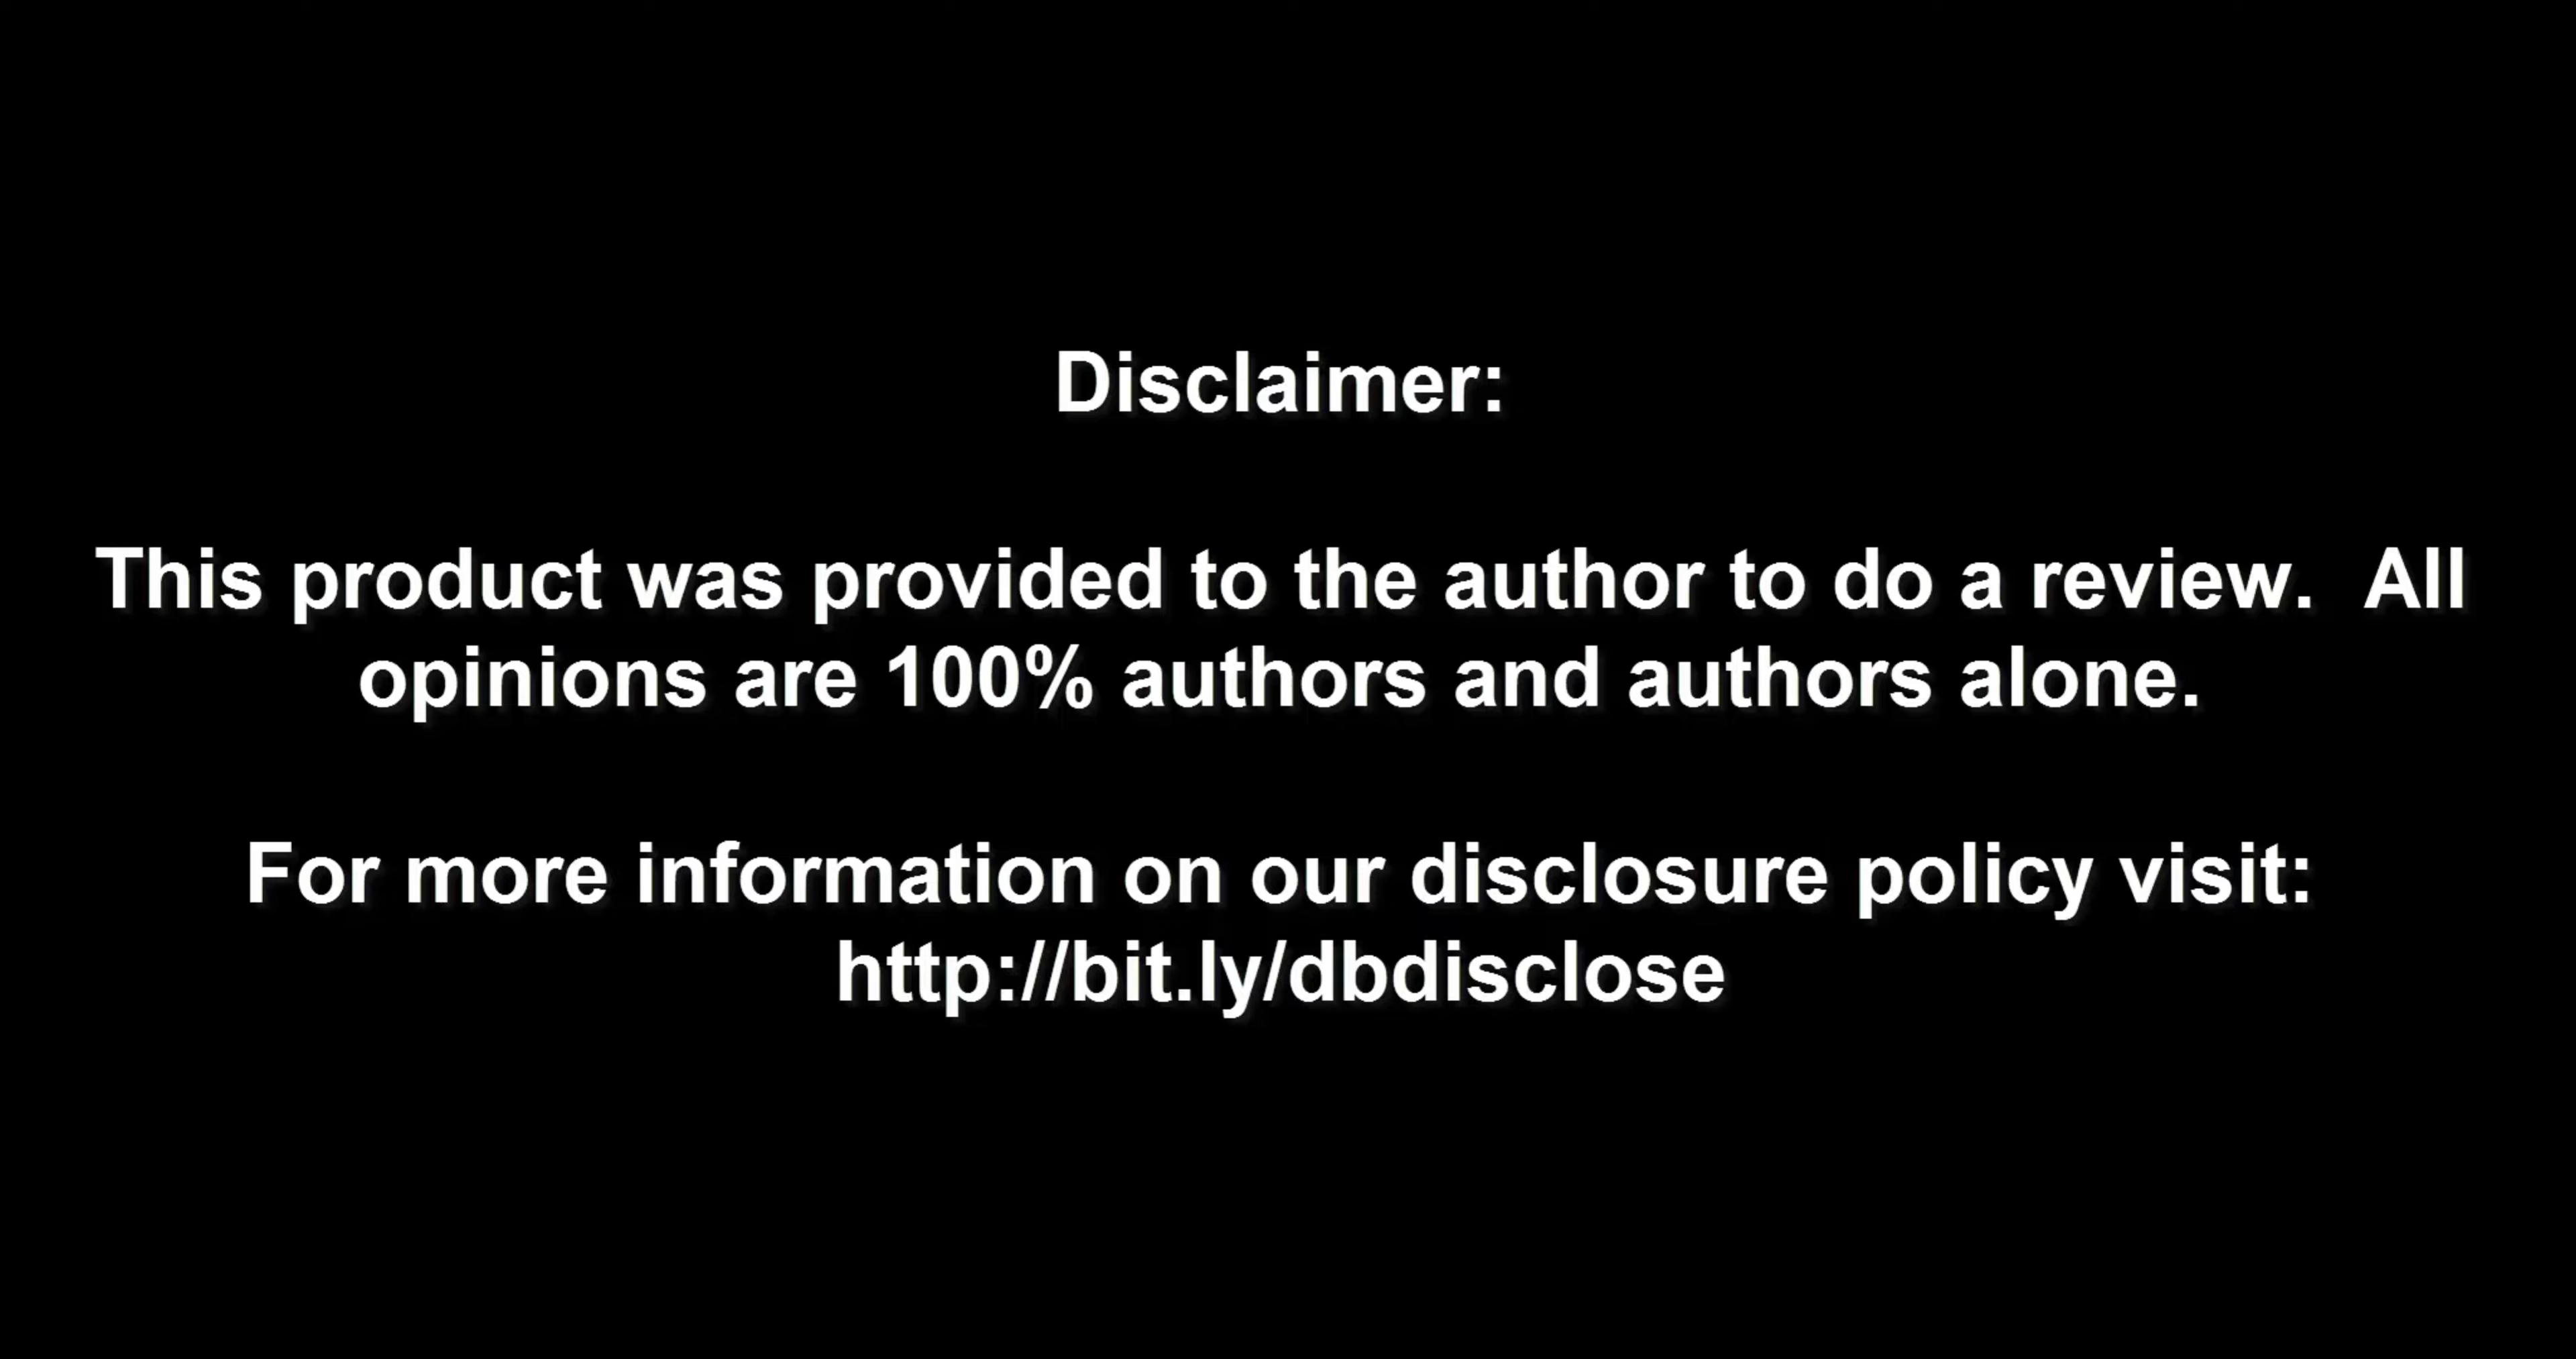 Disclaimer:
This product was provided to the author to do a review.  All
opinions are 100% authors and authors alone.
For more information on our disclosure policy visit:
http://bit.ly/dbdisclose